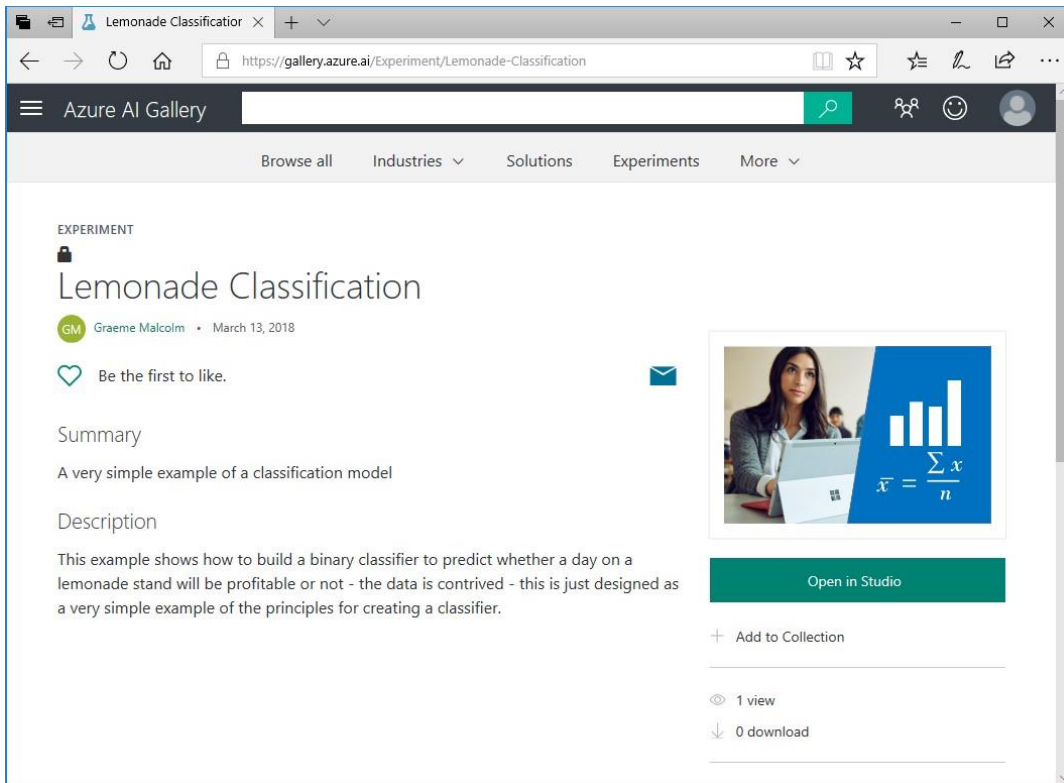 Lemonade Classification
https://gallery.azure.ai/Experiment/Lemonade-Classification
Azure AI Gallery
Browse all Industries Solutions Experiments More
EXPERIMENT
Lemonade Classification
GM Graeme Malcolm • March 13, 2018
Be the first to like.
Summary
A very simple example of a classification model
Description
This example shows how to build a binary classifier to predict whether a day on a
lemonade stand will be profitable or not - the data is contrived - this is just designed as
a very simple example of the principles for creating a classifier.
x̄ = ∑ x / n
Open in Studio
+ Add to Collection
1 view
0 download